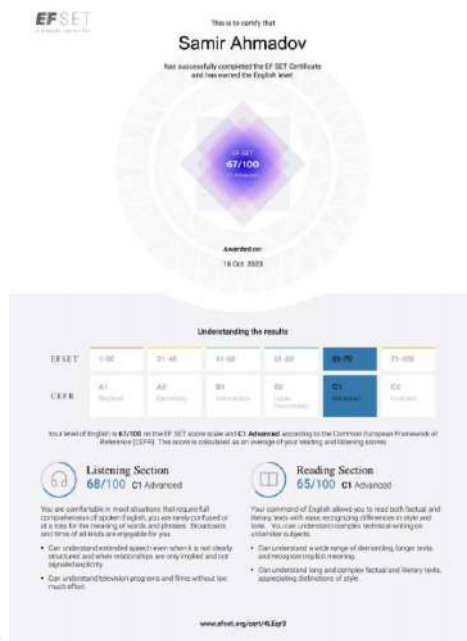 EFSET
This is to certify that
Samir Ahmadov
has successfully completed the EF SET Certificate
and has earned the English level
EF SET
67/100
C1 Advanced
Awarded on:
16 Oct 2023
Understanding the results
EFSET 1-30 31-40 41-50 51-60 61-70 71-100
CEFR A1 A2 B1 B2 C1 C2
Beginner Elementary Intermediate Upper Intermediate Advanced Proficient
Your level of English is 67/100 on the EF SET score scale and C1 Advanced according to the Common European Framework of
Reference (CEFR). This score is calculated as an average of your reading and listening scores
Listening Section
68/100 C1 Advanced
You are comfortable in most situations that require full
comprehension of spoken English, you are rarely confused or
at a loss for the meaning of words and phrases. Broadcasts
and films of all kinds are enjoyable for you.
• Can understand extended speech even when it is not clearly
structured and when relationships are only implied and not
signaled explicitly.
• Can understand television programs and films without too
much effort.
Reading Section
65/100 C1 Advanced
Your command of English allows you to read both factual and
literary texts with ease, recognizing differences in style and
tone. You can understand complex technical writing on
unfamiliar subjects.
• Can understand a wide range of demanding, longer texts,
and recognize implicit meaning.
• Can understand long and complex factual and literary texts,
appreciating distinctions of style.